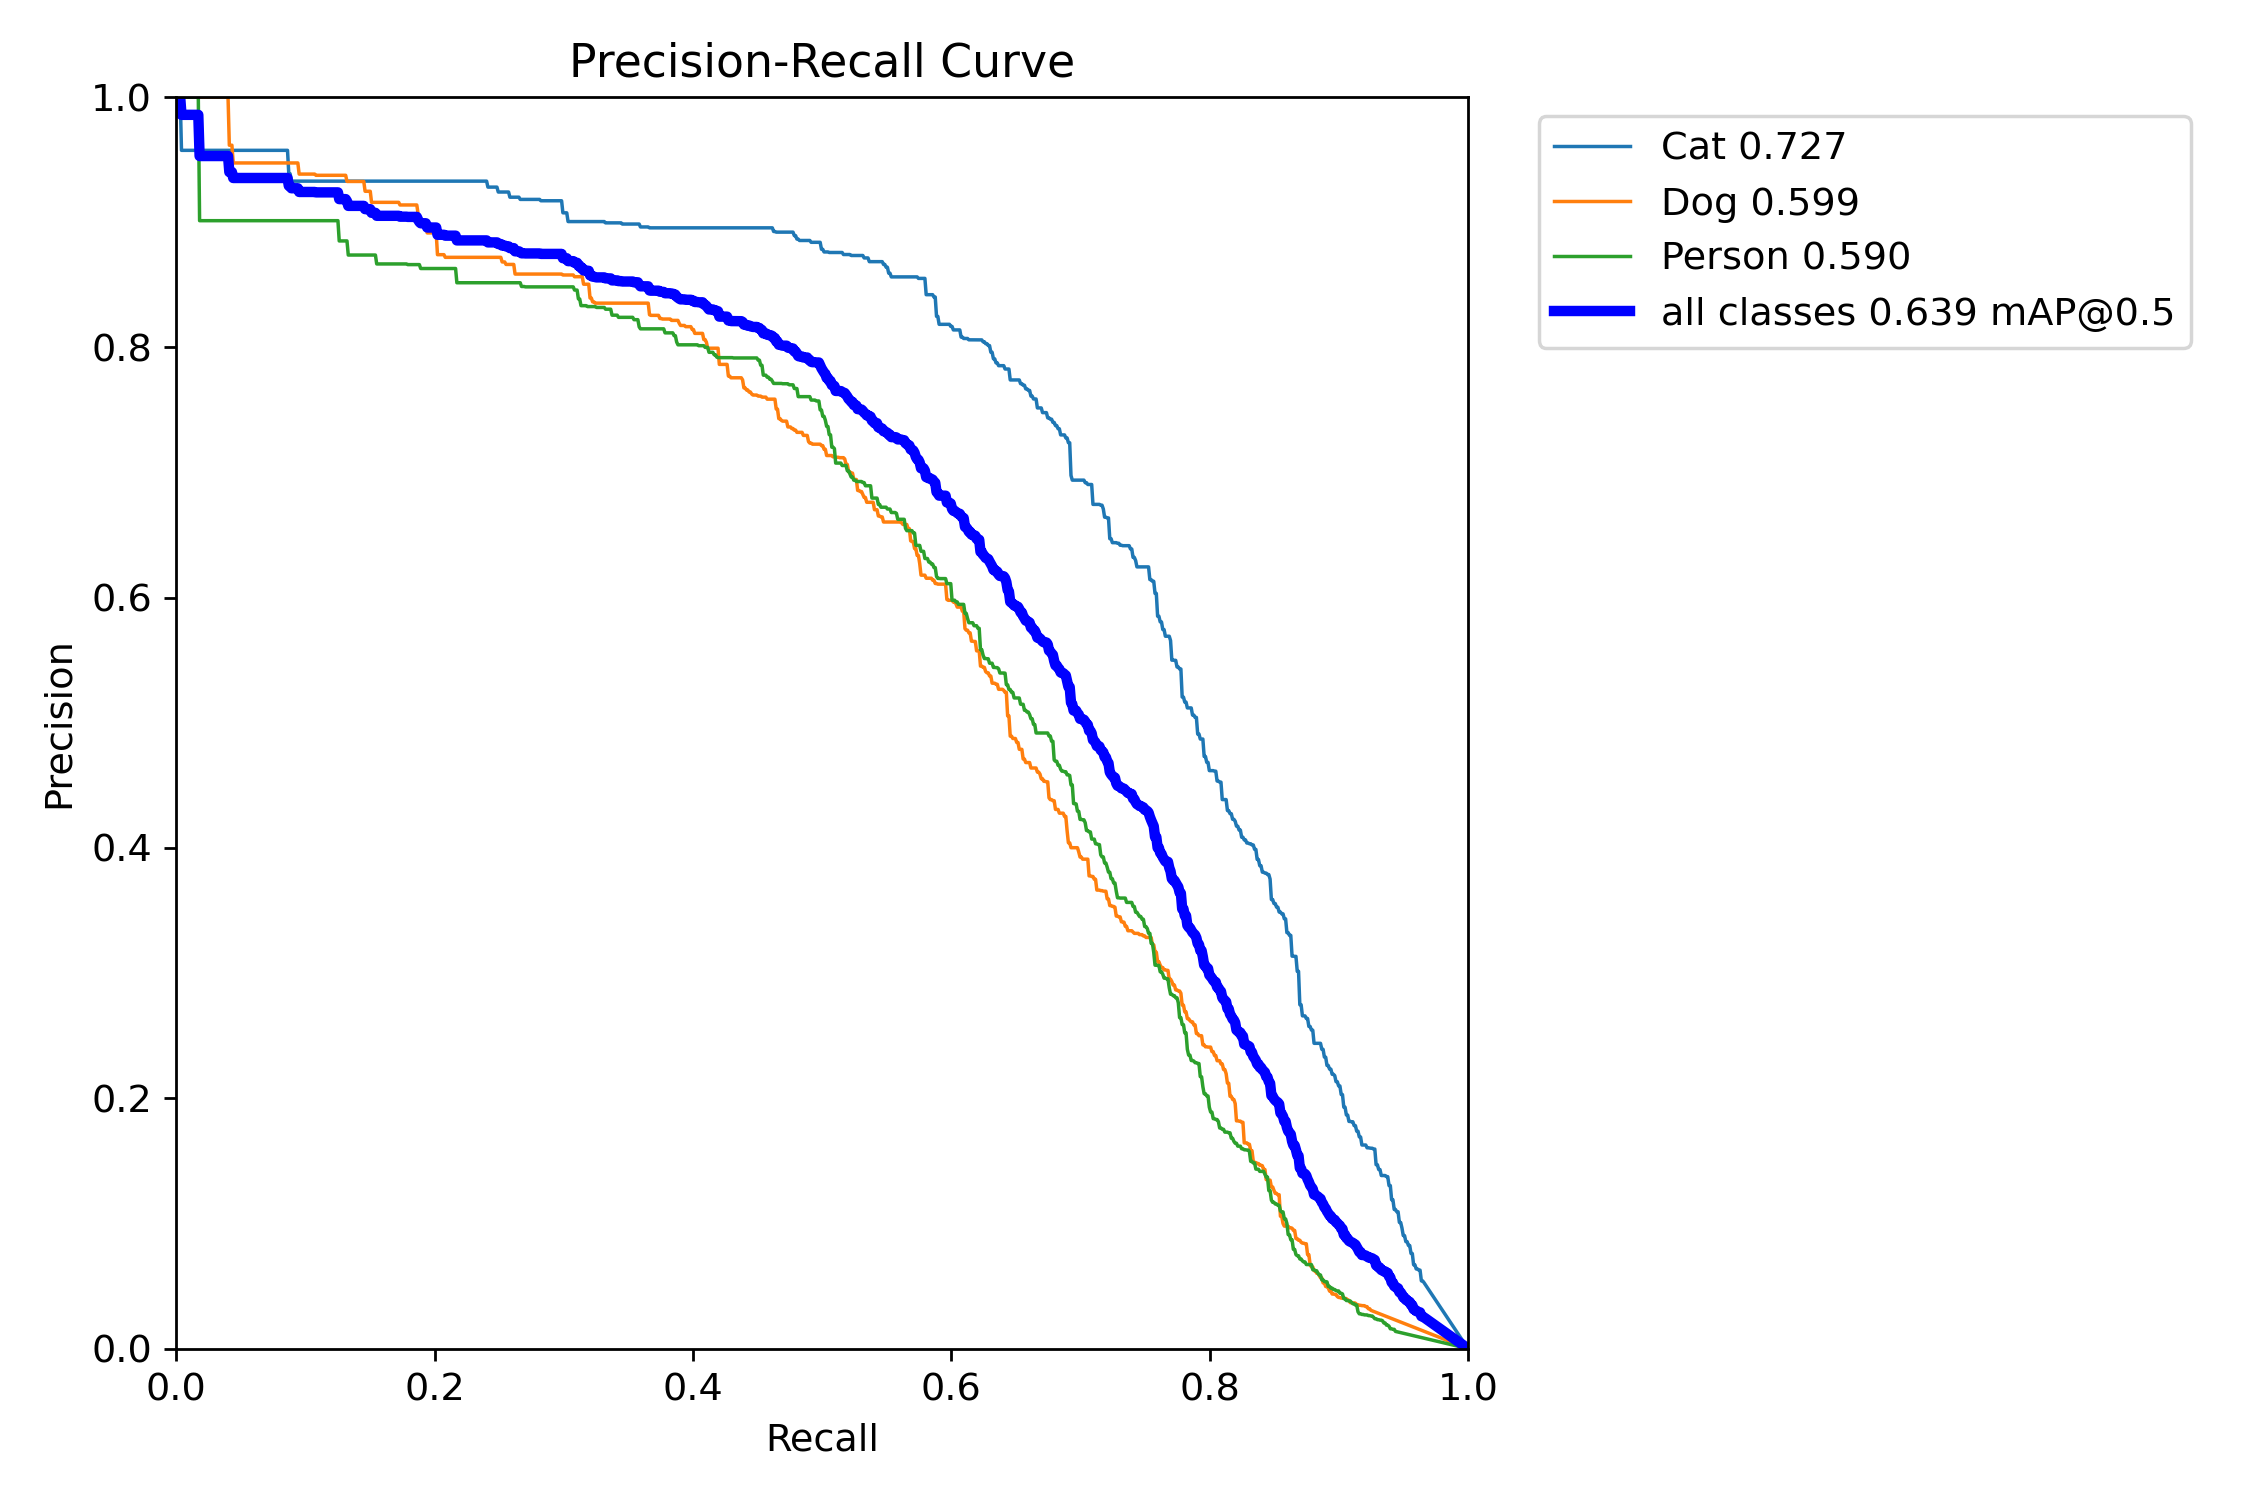 Precision-Recall Curve
1.0
0.8
0.6
0.4
0.2
0.0
Precision
0.0 0.2 0.4 0.6 0.8 1.0
Recall
Cat 0.727
Dog 0.599
Person 0.590
all classes 0.639 mAP@0.5